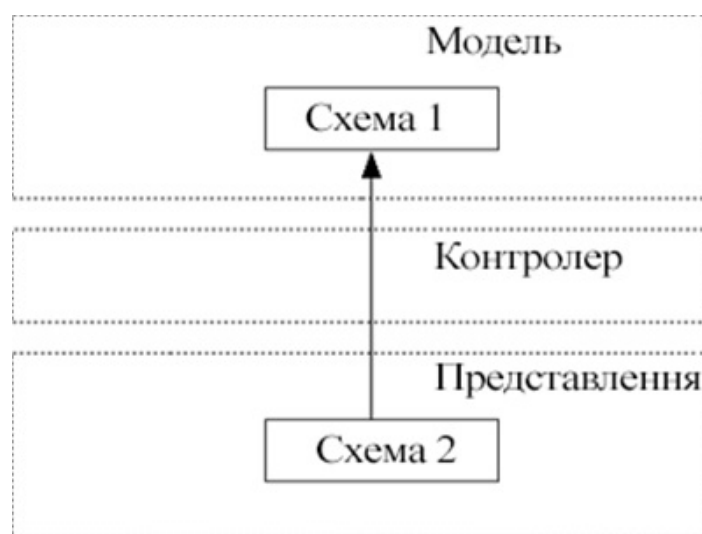 Модель
Схема 1
Контролер
Представлення
Схема 2